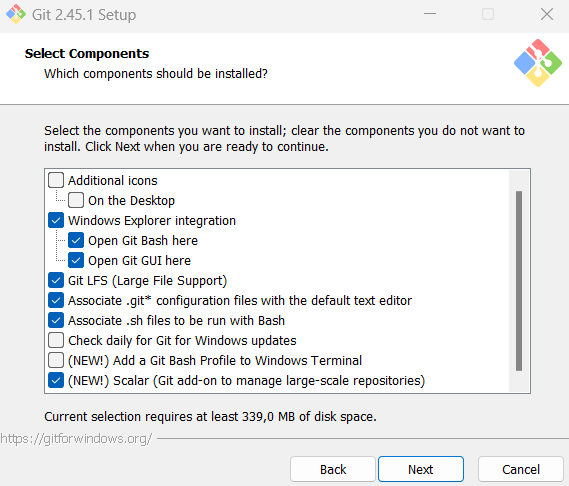 Git 2.45.1 Setup
Select Components
Which components should be installed?
Select the components you want to install; clear the components you do not want to
install. Click Next when you are ready to continue.
Additional icons
On the Desktop
Windows Explorer integration
Open Git Bash here
Open Git GUI here
Git LFS (Large File Support)
Associate .git* configuration files with the default text editor
Associate .sh files to be run with Bash
Check daily for Git for Windows updates
(NEW!) Add a Git Bash Profile to Windows Terminal
(NEW!) Scalar (Git add-on to manage large-scale repositories)
Current selection requires at least 339,0 MB of disk space.
https://gitforwindows.org/
Back
Next
Cancel